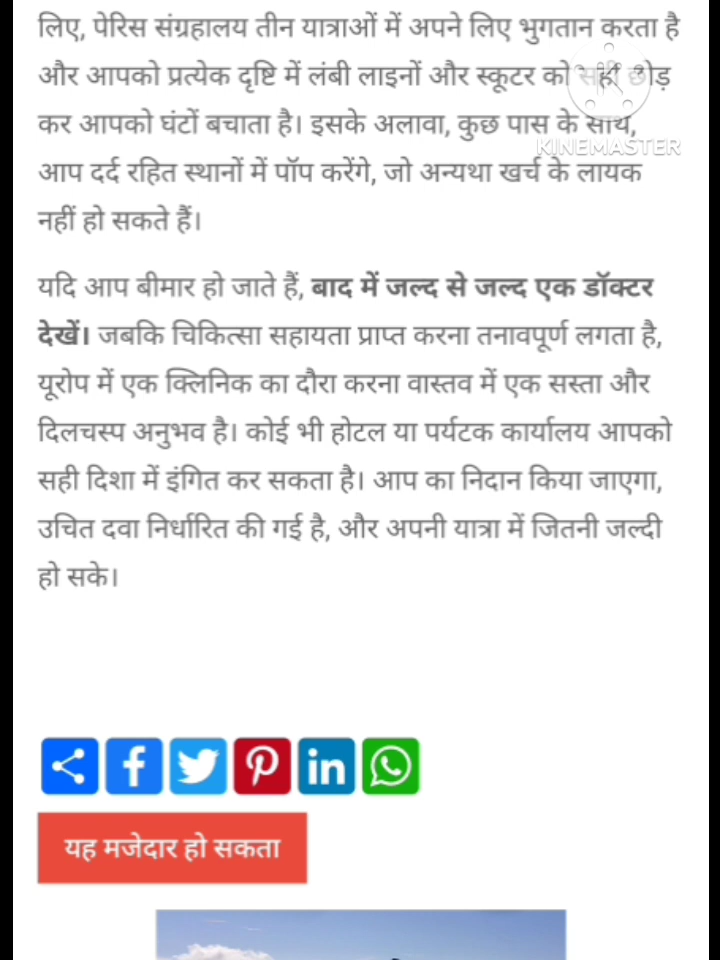 लिए, पेरिस संग्रहालय तीन यात्राओं में अपने लिए भुगतान करता है
और आपको प्रत्येक दृष्टि में लंबी लाइनों और स्कूटर को सही छोड़
कर आपको घंटों बचाता है। इसके अलावा, कुछ पास के साथ,
KINEMASTER
आप दर्द रहित स्थानों में पॉप करेंगे, जो अन्यथा खर्च के लायक
नहीं हो सकते हैं।
यदि आप बीमार हो जाते हैं, बाद में जल्द से जल्द एक डॉक्टर
देखें। जबकि चिकित्सा सहायता प्राप्त करना तनावपूर्ण लगता है,
यूरोप में एक क्लिनिक का दौरा करना वास्तव में एक सस्ता और
दिलचस्प अनुभव है। कोई भी होटल या पर्यटक कार्यालय आपको
सही दिशा में इंगित कर सकता है। आप का निदान किया जाएगा,
उचित दवा निर्धारित की गई है, और अपनी यात्रा में जितनी जल्दी
हो सके।
यह मजेदार हो सकता